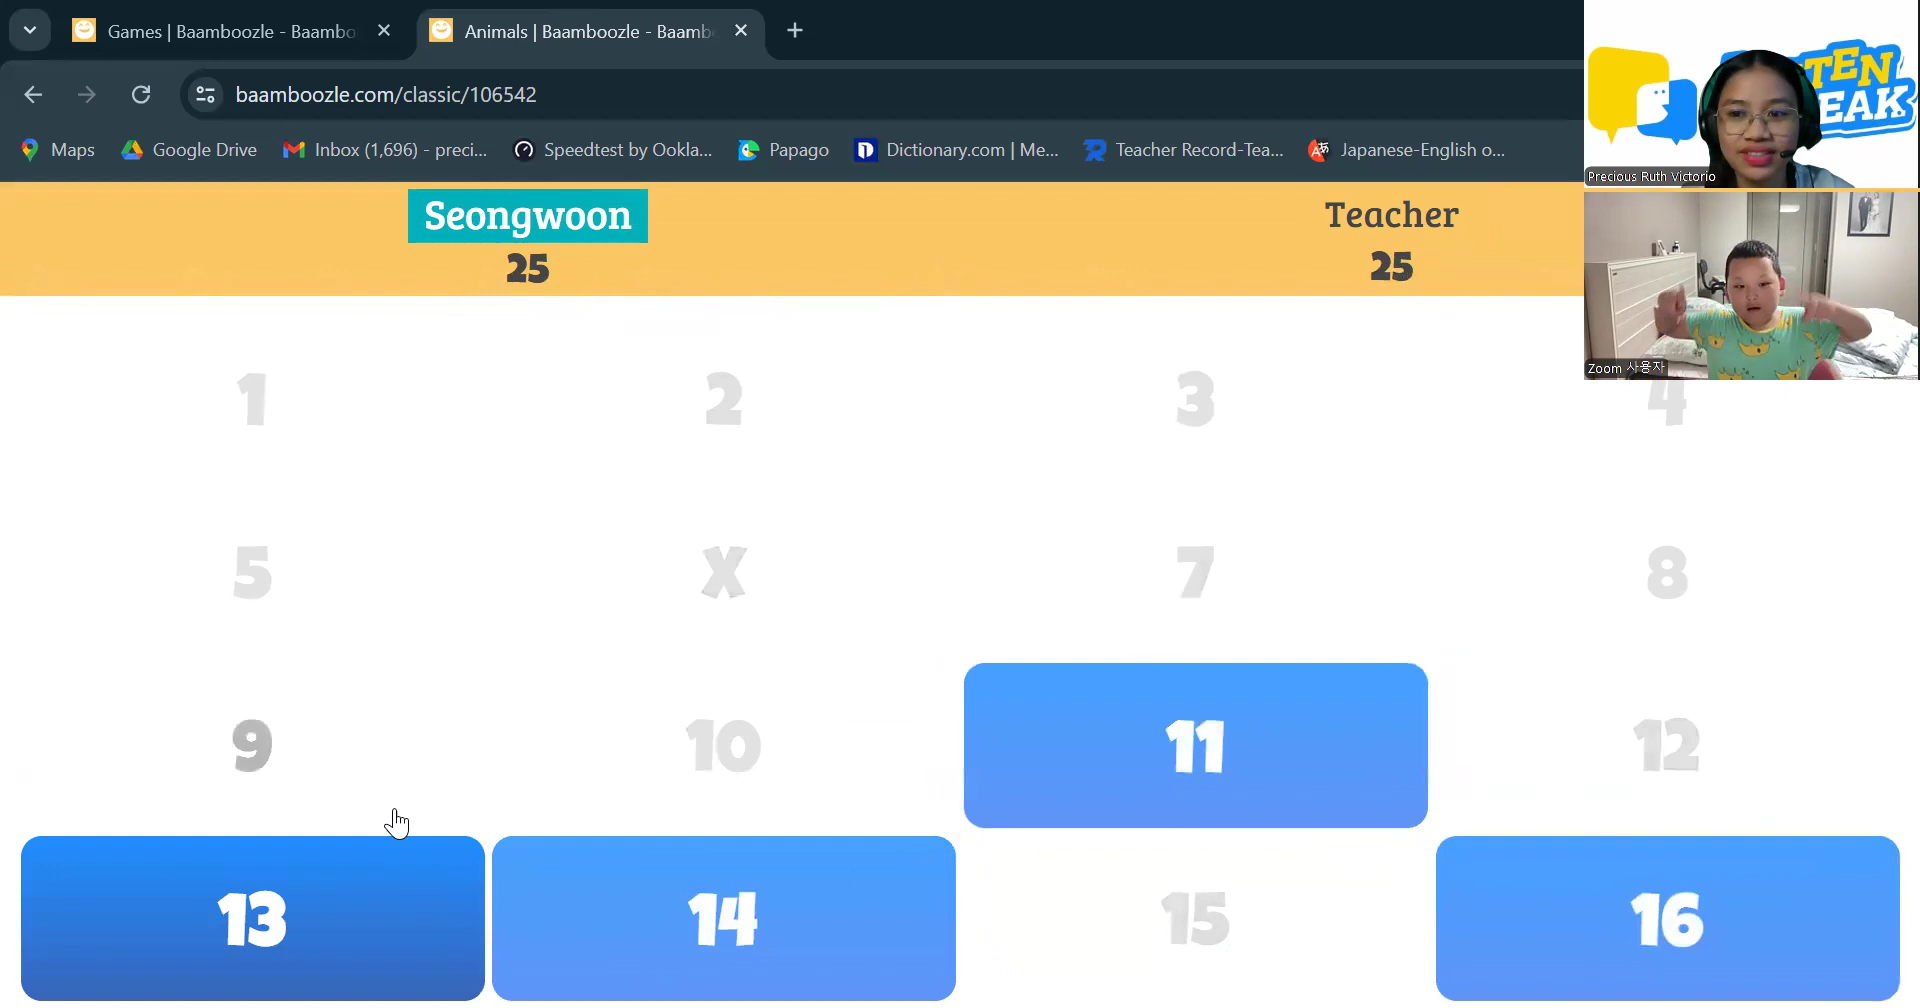 Games | Baamboozle - Baambo
Animals | Baamboozle - Baamb
baamboozle.com/classic/106542
Maps
Google Drive
Inbox (1,696) - preci...
Speedtest by Ookla...
Papago
Dictionary.com | Me...
Teacher Record-Tea...
Japanese-English o...
TEN
EAK
Precious Ruth Victorio
Zoom 사용자
Seongwoon
25
Teacher
25
1
2
3
4
5
X
7
8
9
10
11
12
13
14
15
16